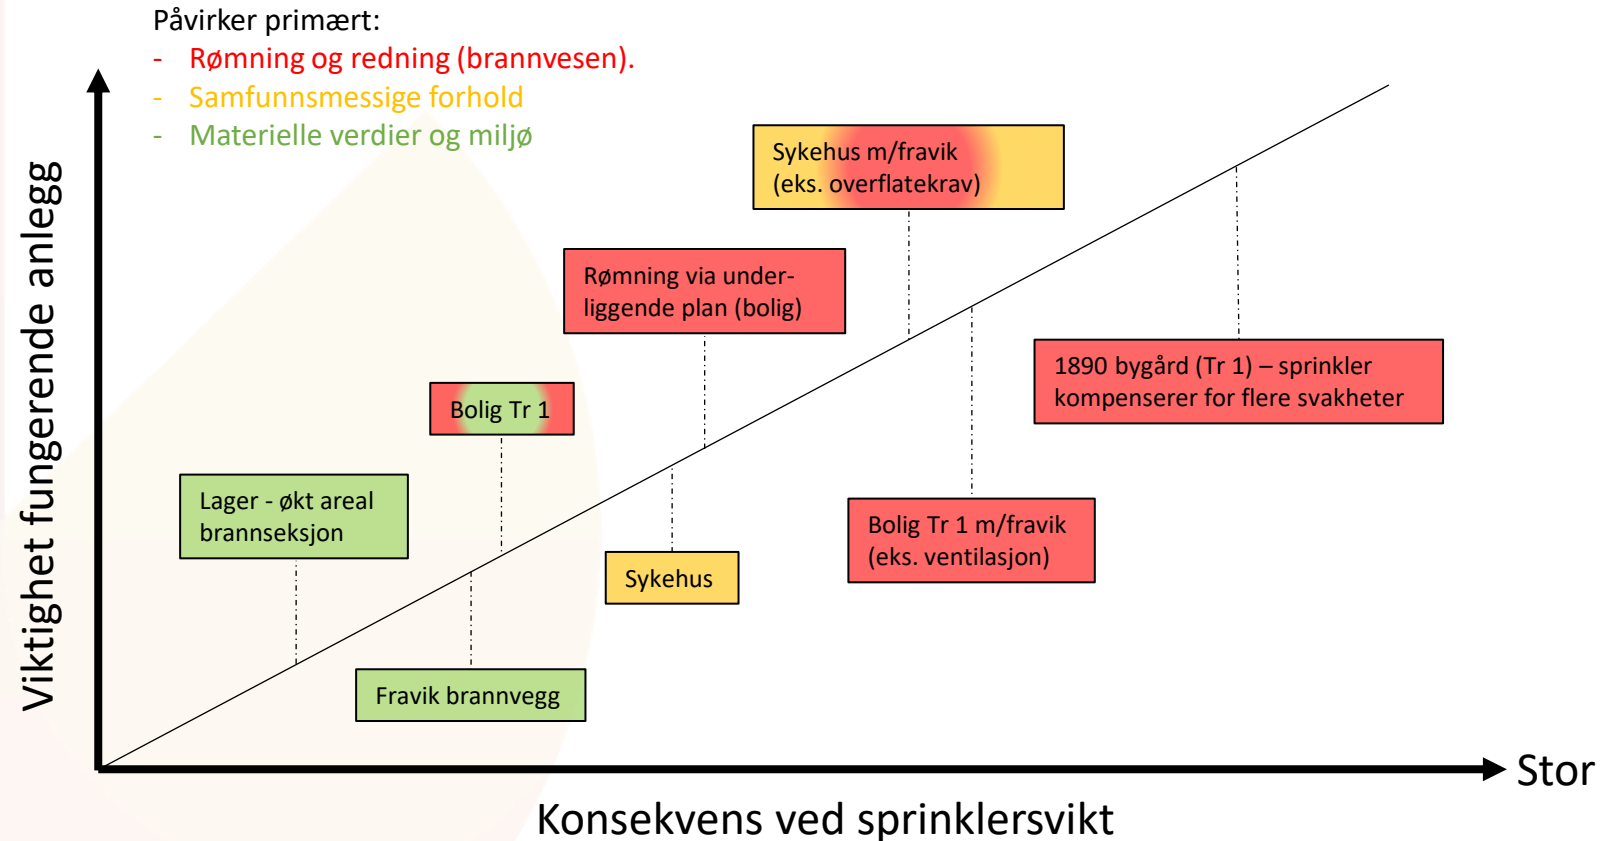 Påvirker primært:
- Rømning og redning (brannvesen).
- Samfunnsmessige forhold
- Materielle verdier og miljø
Viktighet fungerende anlegg
Sykehus m/fravik
(eks. overflatekrav)
Rømning via under-
liggende plan (bolig)
1890 bygård (Tr 1) – sprinkler
kompenserer for flere svakheter
Bolig Tr 1
Lager - økt areal
brannseksjon
Bolig Tr 1 m/fravik
(eks. ventilasjon)
Sykehus
Fravik brannvegg
Stor
Konsekvens ved sprinklersvikt